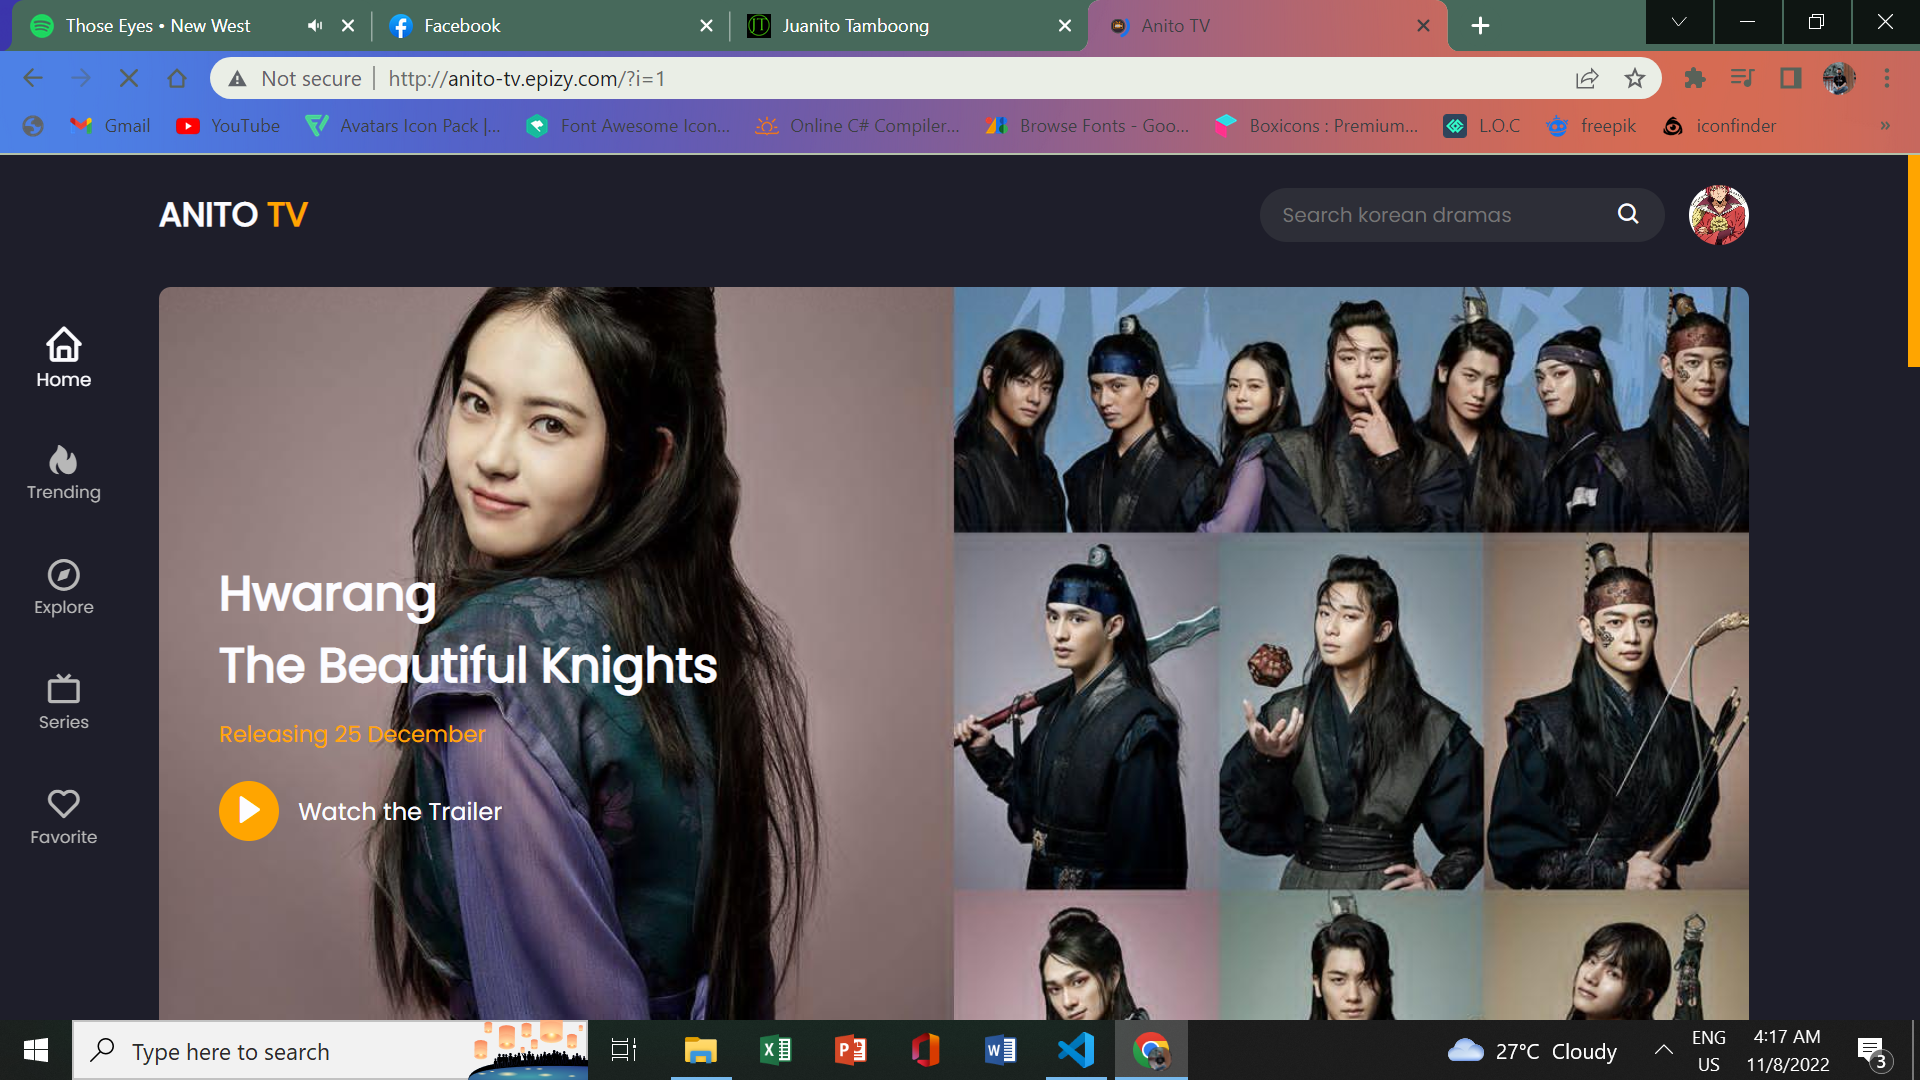 Those Eyes • New West
Facebook
Juanito Tamboong
Anito TV
Not secure
http://anito-tv.epizy.com/?i=1
Gmail
YouTube
Avatars Icon Pack |...
Font Awesome Icon...
Online C# Compiler...
Browse Fonts - Goo...
Boxicons : Premium...
L.O.C
freepik
iconfinder
»
ANITO TV
Search korean dramas
Home
Trending
Explore
Series
Favorite
Hwarang
The Beautiful Knights
Releasing 25 December
Watch the Trailer
Type here to search
27°C Cloudy
ENG
US
4:17 AM
11/8/2022
3